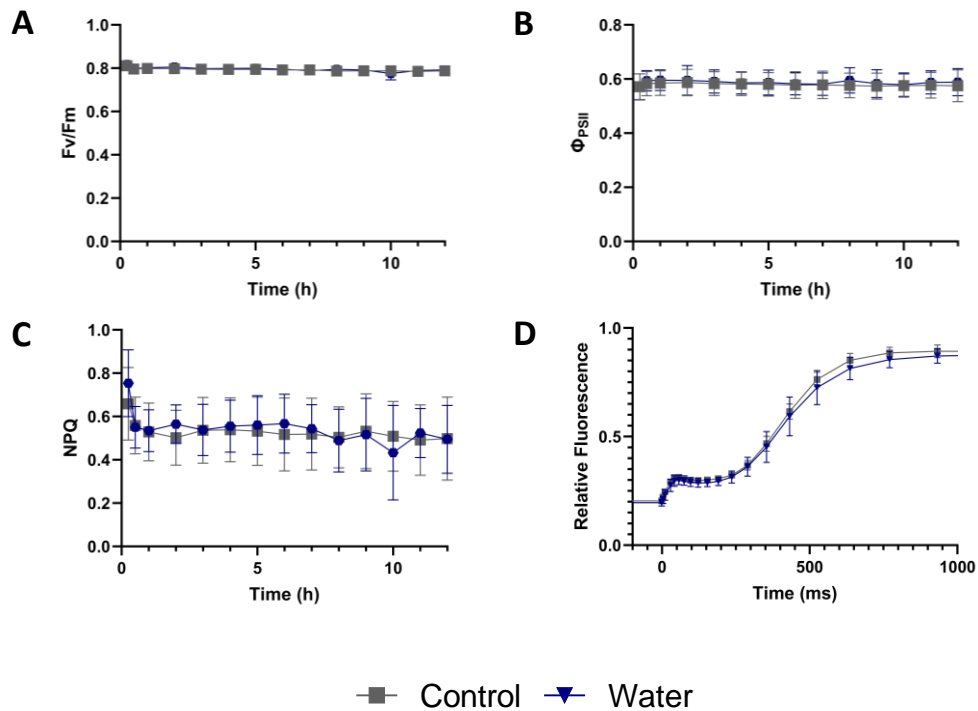 A
1.0
0.8
0.6
0.4
0.2
0.0
Fv/Fm
0 5 10
Time (h)
B
0.8
0.6
0.4
0.2
0.0
ΦPSII
0 5 10
Time (h)
C
1.0
0.8
0.6
0.4
0.2
0.0
NPQ
0 5 10
Time (h)
D
1.0
0.5
0.0
Relative Fluorescence
0 500 1000
Time (ms)
Control Water